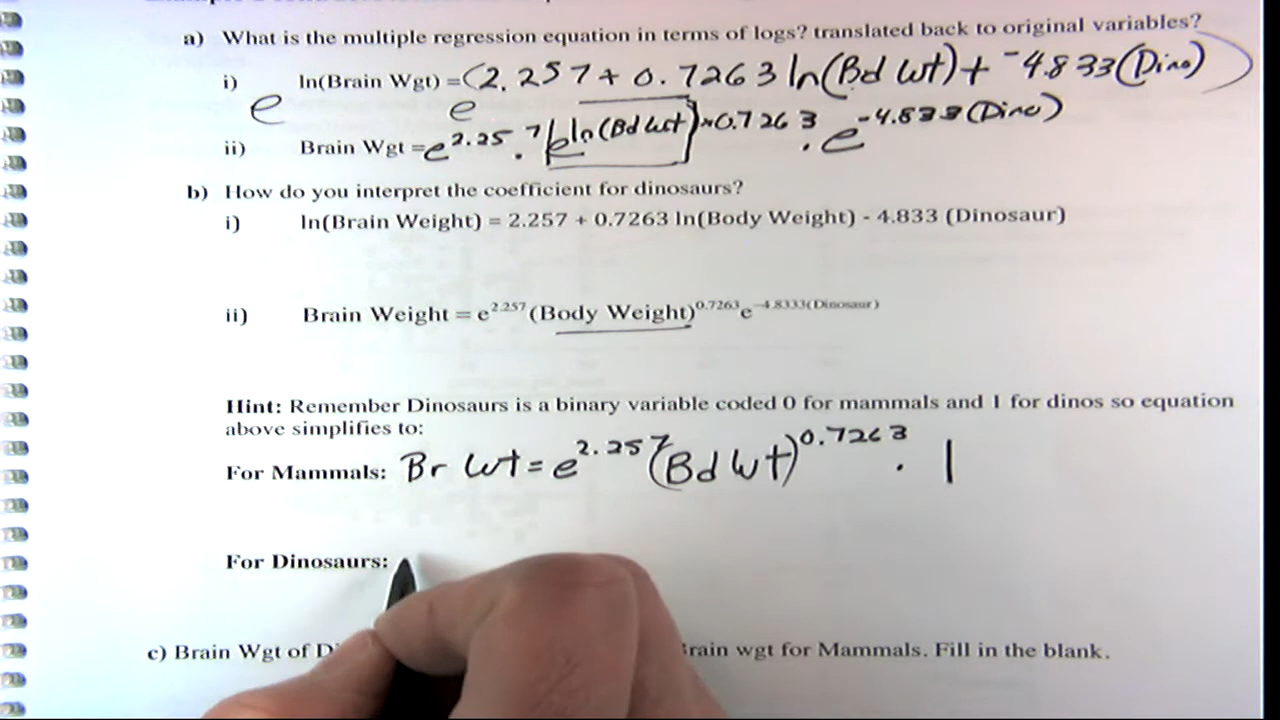 a) What is the multiple regression equation in terms of logs? translated back to original variables?
i) ln(Brain Wgt) = (2.257 + 0.7263 ln(Bd Wt) + -4.833(Dino)
e e
ii) Brain Wgt = e^2.257 · [e^ln(Bd Wt)]^*0.7263 · e^-4.833(Dino)
b) How do you interpret the coefficient for dinosaurs?
i) ln(Brain Weight) = 2.257 + 0.7263 ln(Body Weight) - 4.833 (Dinosaur)
ii) Brain Weight = e^2.257 (Body Weight)^0.7263 e^-4.8333(Dinosaur)
Hint: Remember Dinosaurs is a binary variable coded 0 for mammals and 1 for dinos so equation
above simplifies to:
For Mammals: Br Wt = e^2.257 (Bd Wt)^0.7263 · 1
For Dinosaurs:
c) Brain Wgt of rain wgt for Mammals. Fill in the blank.